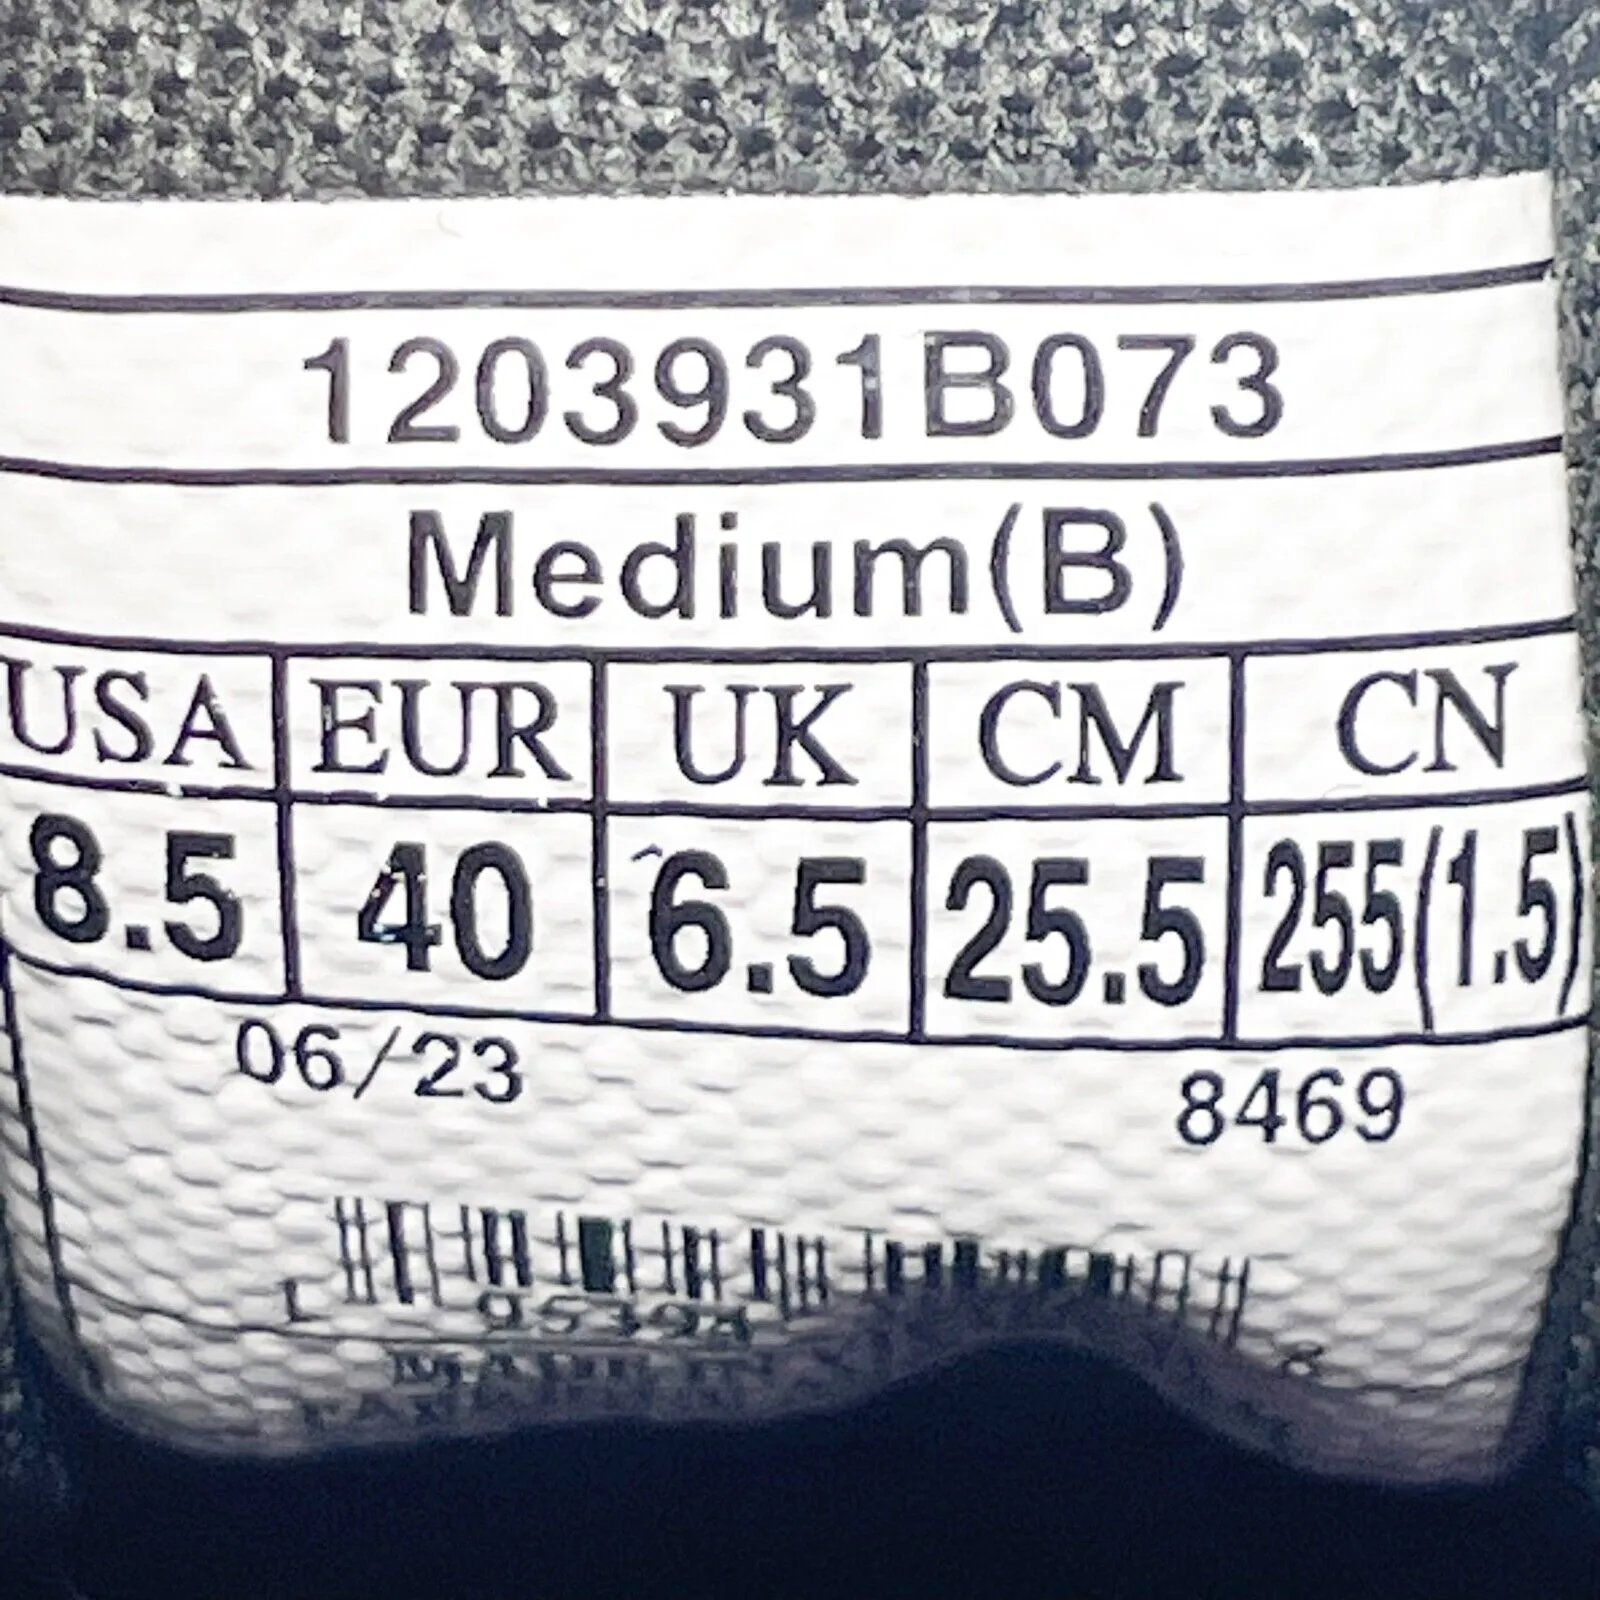 1203931B073
Medium(B)
USA EUR UK CM CN
8.5 40 6.5 25.5 255(1.5)
06/23 8469